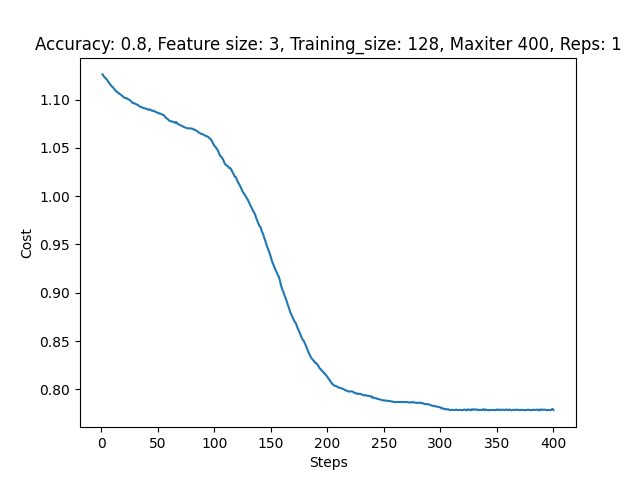 Accuracy: 0.8, Feature size: 3, Training_size: 128, Maxiter 400, Reps: 1
1.10
1.05
1.00
0.95
0.90
0.85
0.80
Cost
0 50 100 150 200 250 300 350 400
Steps